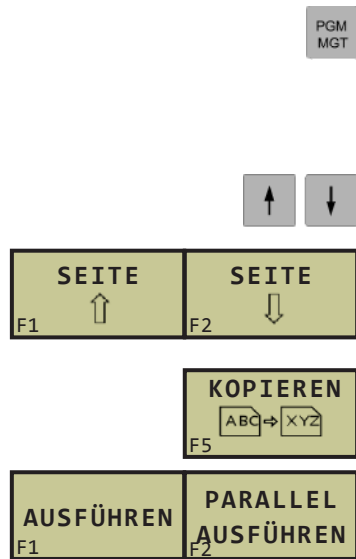 PGM
MGT
SEITE
F1
SEITE
F2
KOPIEREN
ABC XYZ
F5
AUSFÜHREN
F1
PARALLEL
AUSFÜHREN
F2